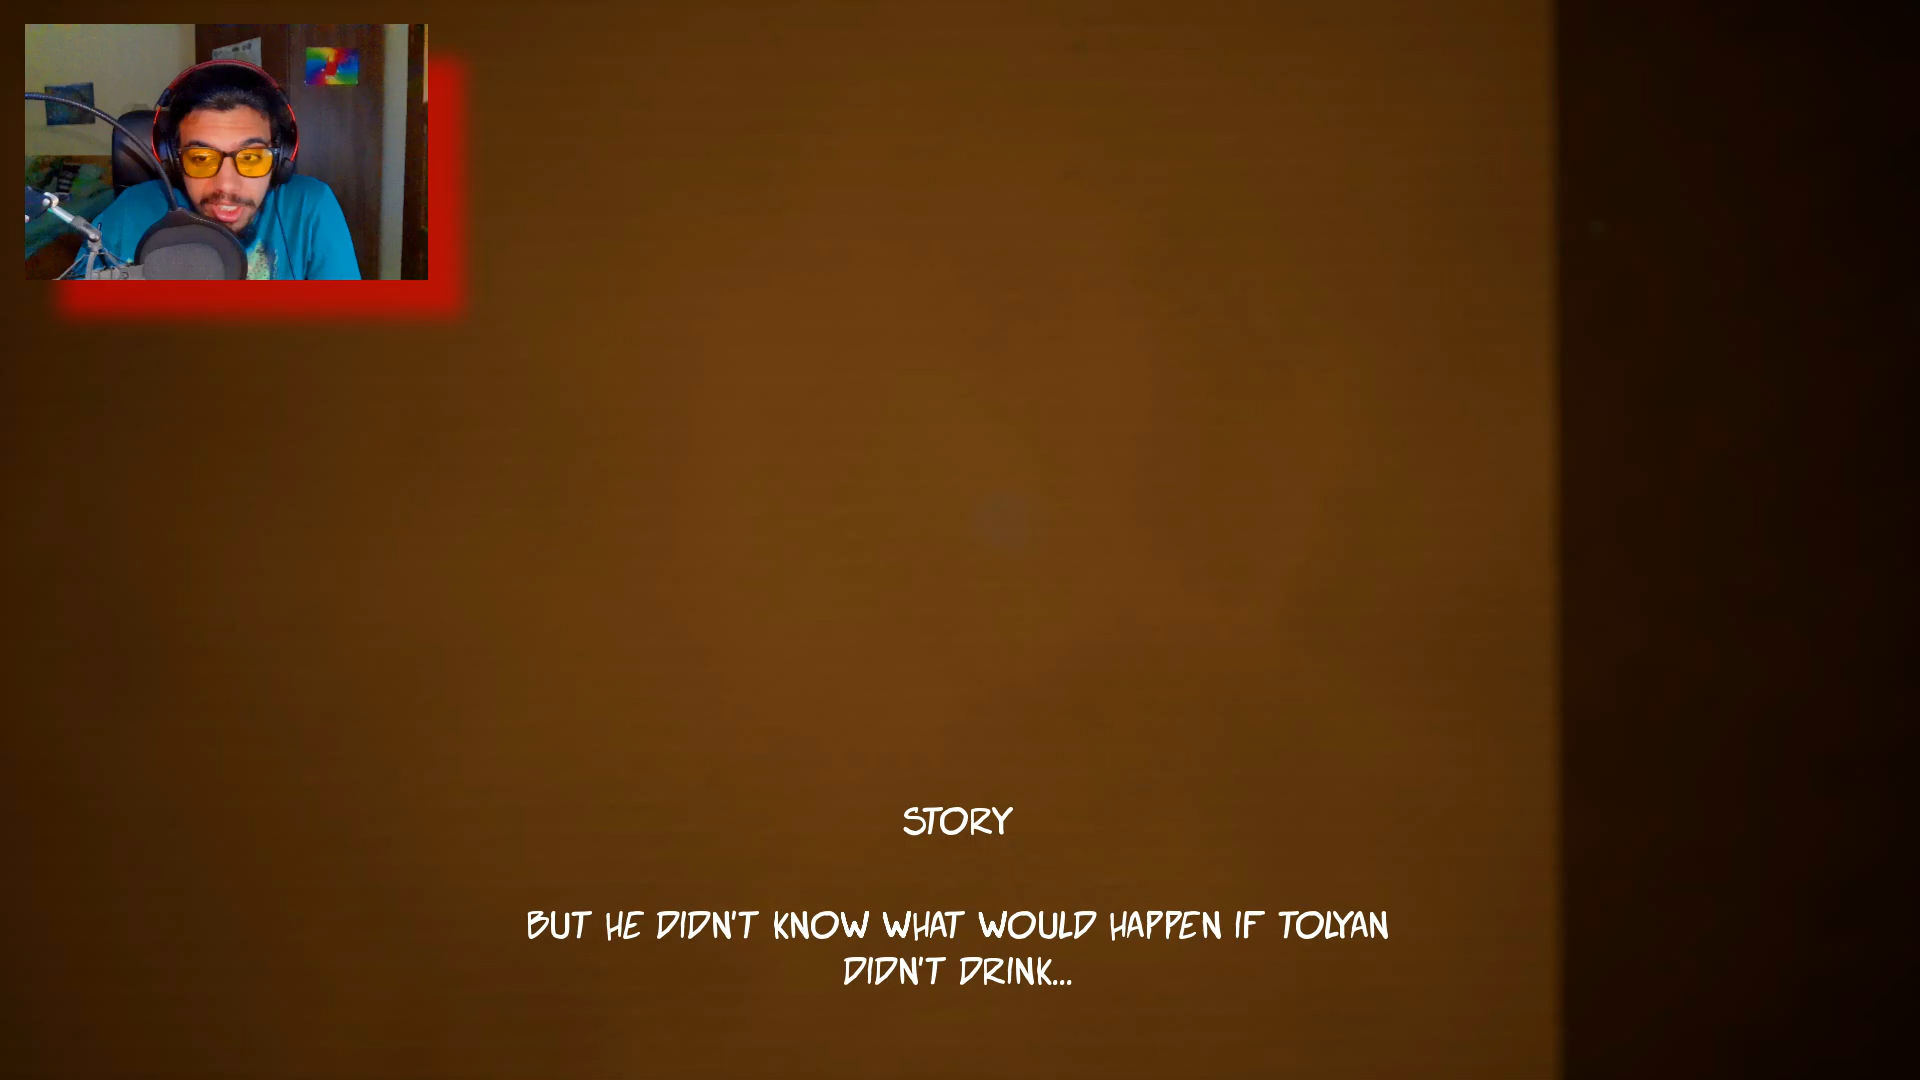 STORY
BUT HE DIDN'T KNOW WHAT WOULD HAPPEN IF TOLYAN
DIDN'T DRINK...